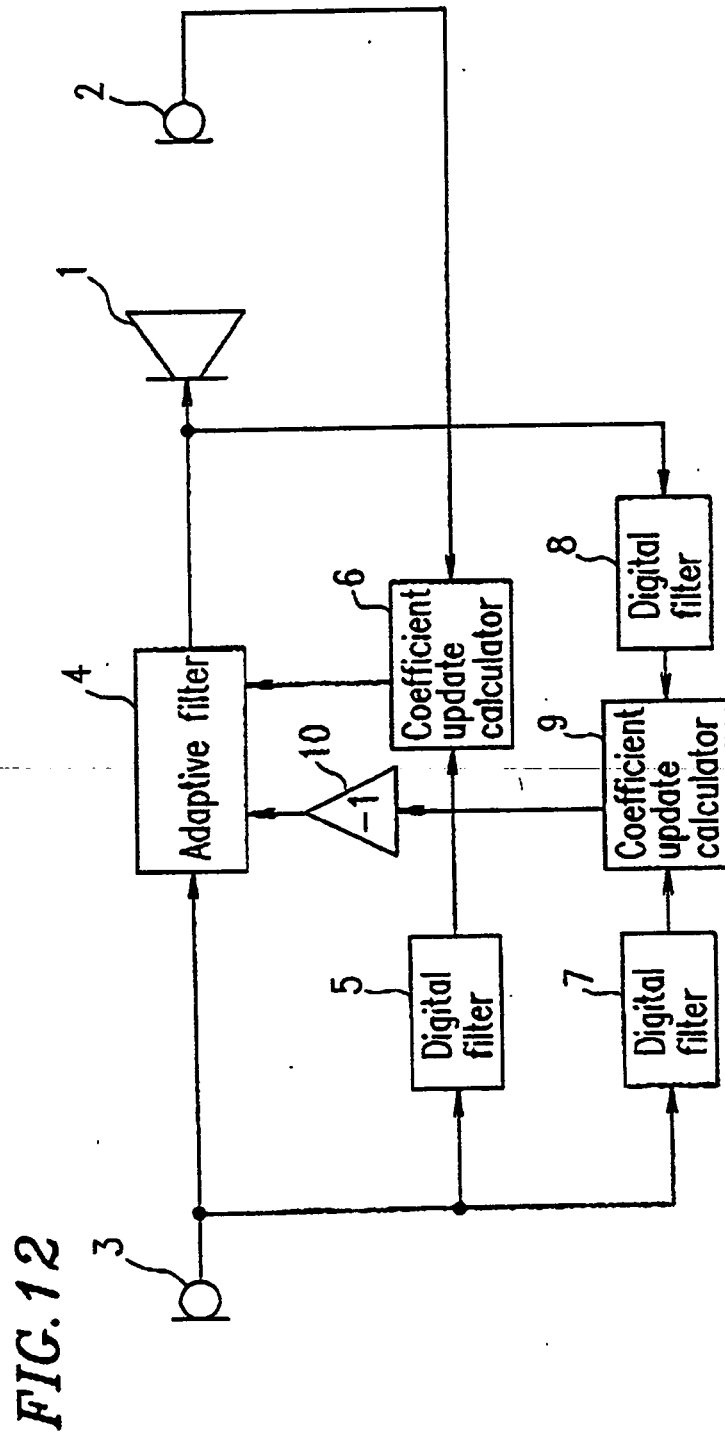 FIG. 12
3
4
Adaptive filter
1
2
10
-1
5
Digital
filter
6
Coefficient
update
calculator
7
Digital
filter
9
Coefficient
update
calculator
8
Digital
filter